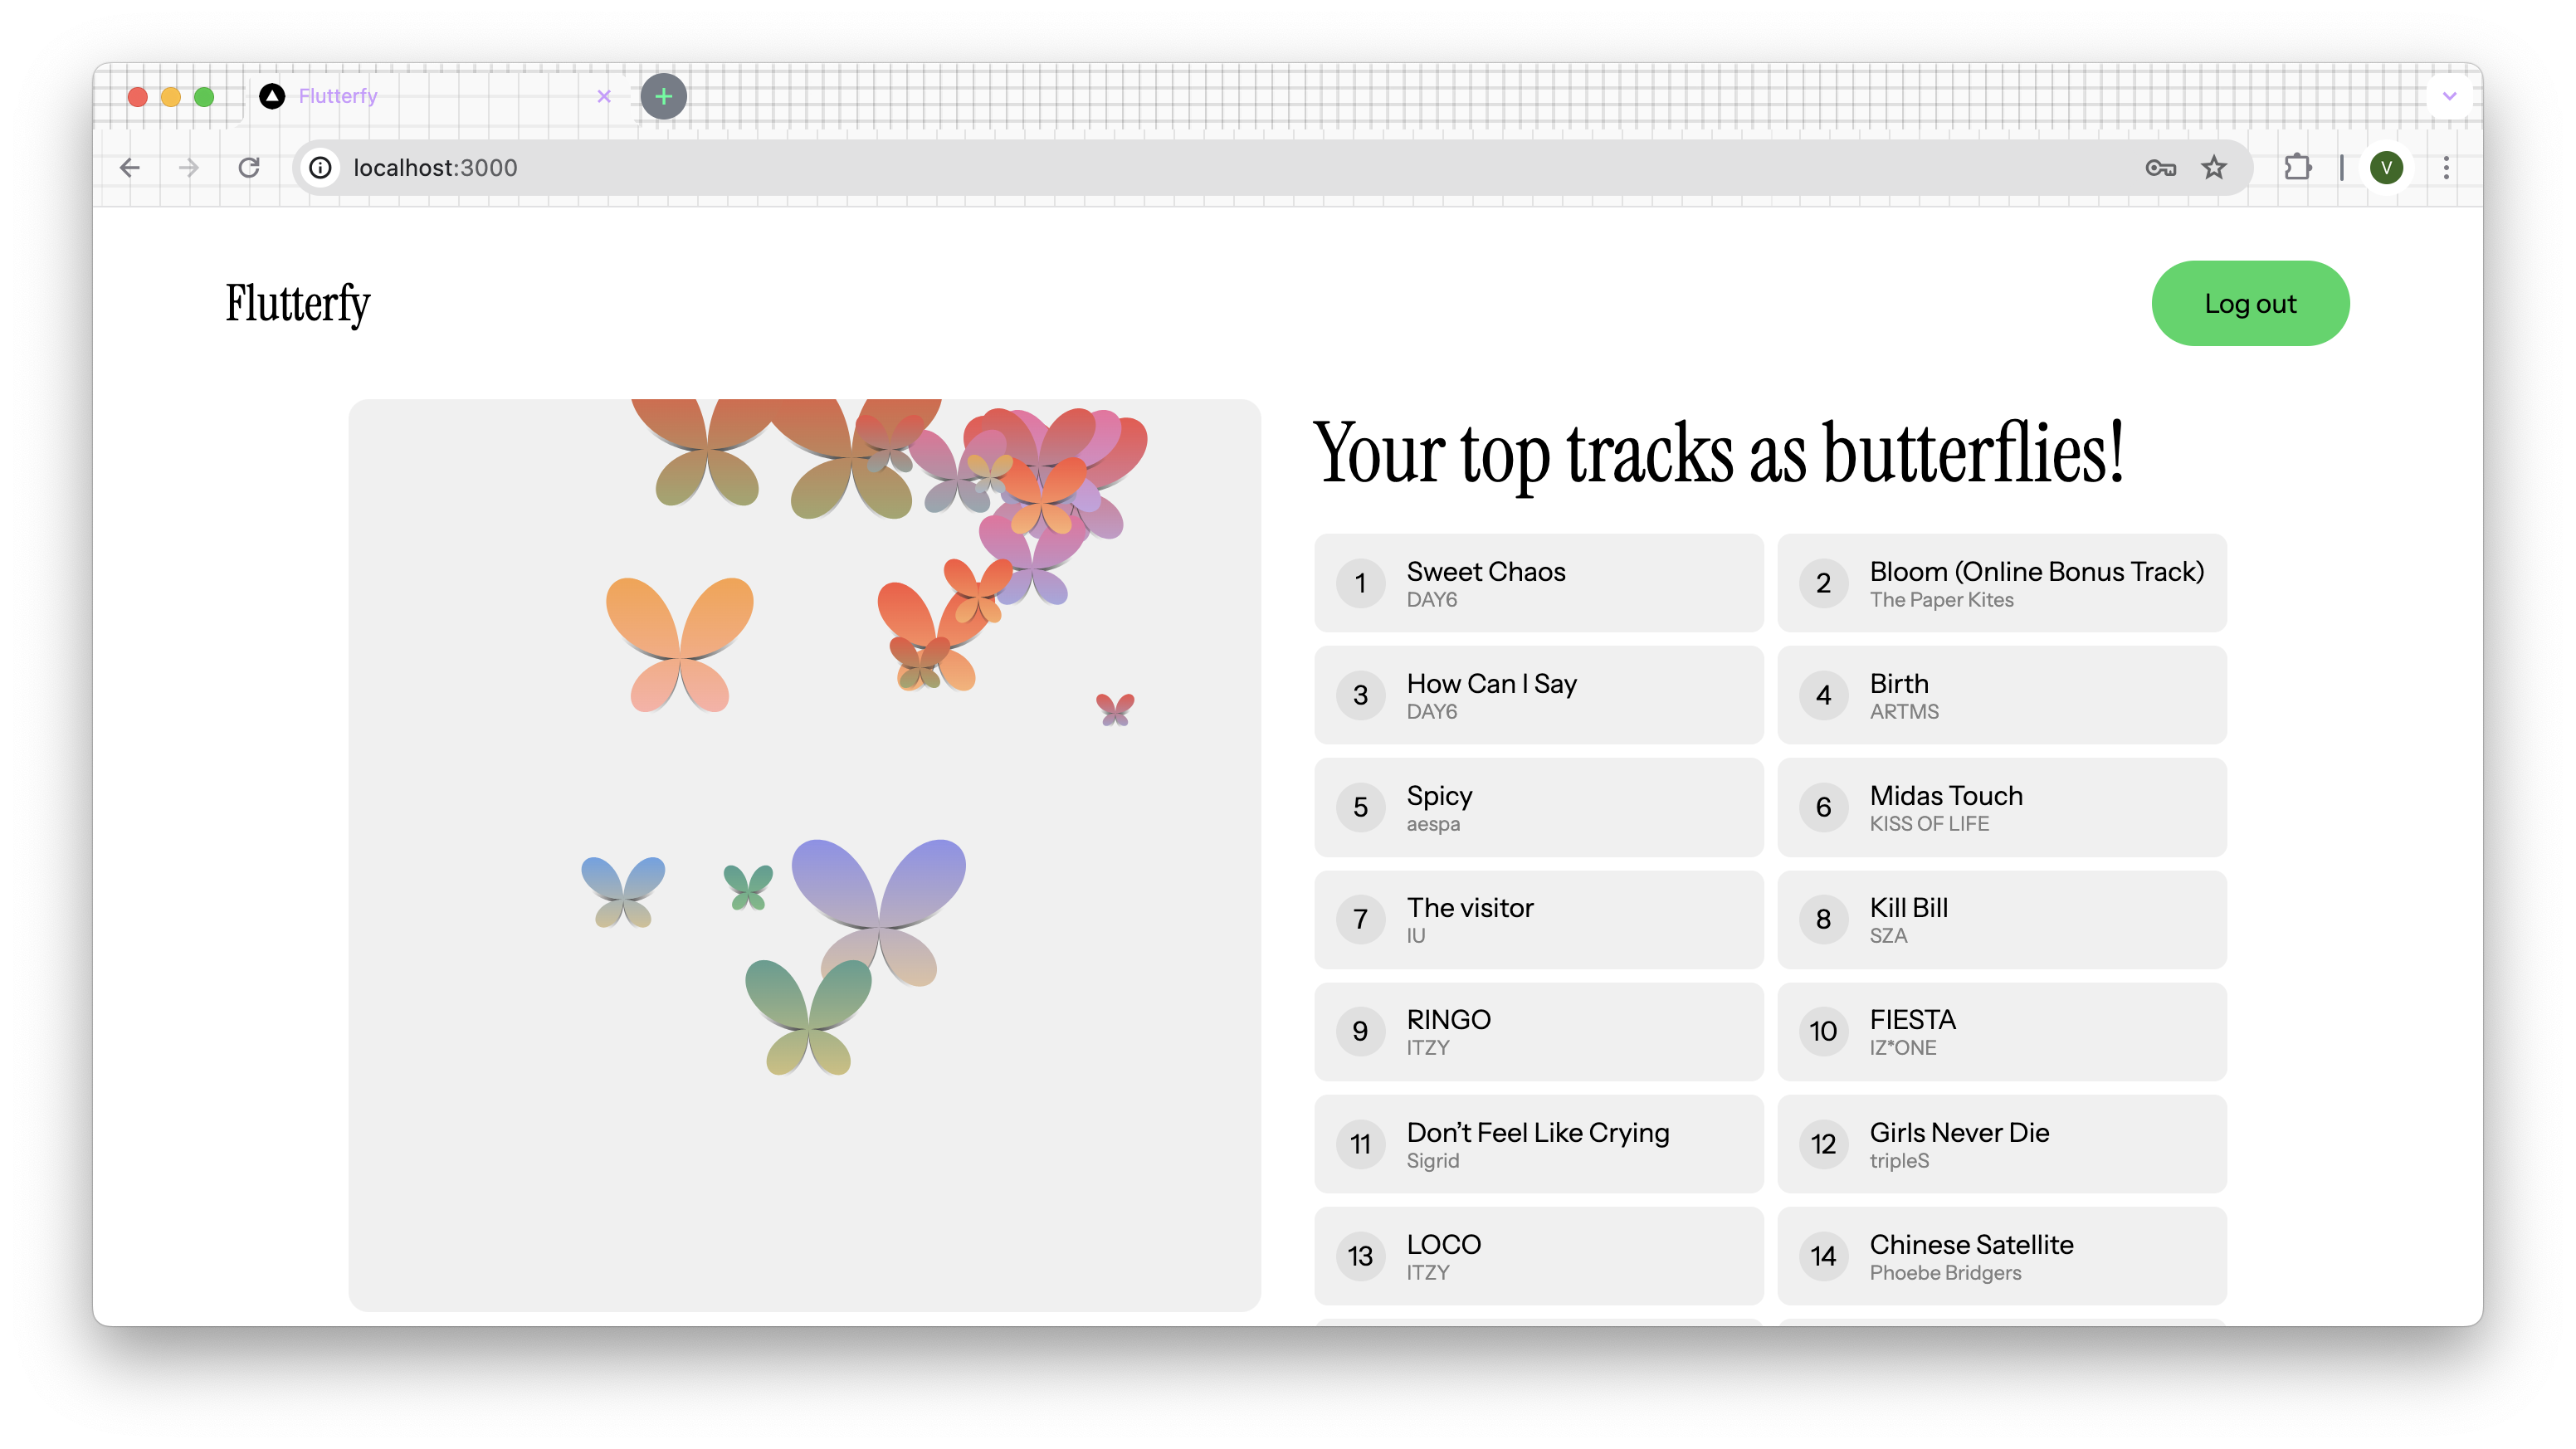 Flutterfy
localhost:3000
V
Flutterfy
Log out
Your top tracks as butterflies!
1
Sweet Chaos
DAY6
2
Bloom (Online Bonus Track)
The Paper Kites
3
How Can I Say
DAY6
4
Birth
ARTMS
5
Spicy
aespa
6
Midas Touch
KISS OF LIFE
7
The visitor
IU
8
Kill Bill
SZA
9
RINGO
ITZY
10
FIESTA
IZ*ONE
11
Don’t Feel Like Crying
Sigrid
12
Girls Never Die
tripleS
13
LOCO
ITZY
14
Chinese Satellite
Phoebe Bridgers